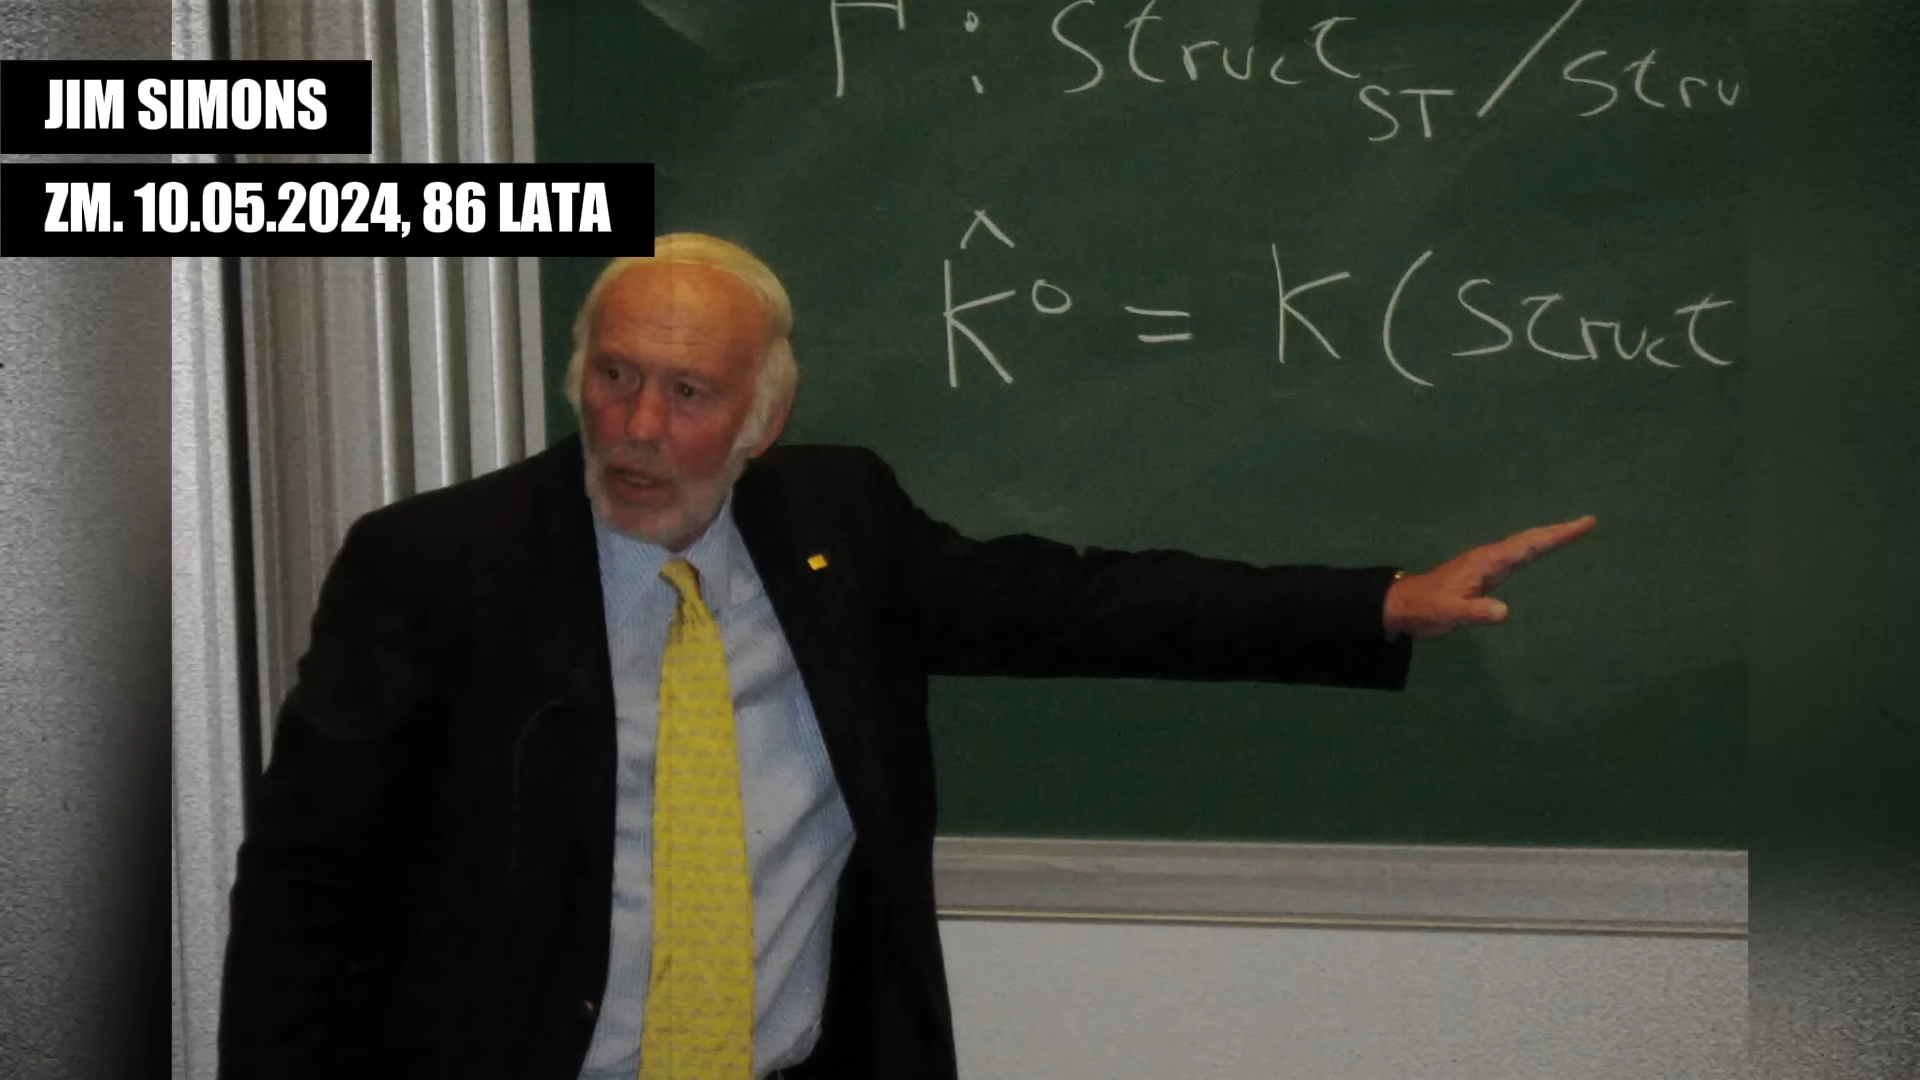 JIM SIMONS
ZM. 10.05.2024, 86 LATA
Γ : Struct ST / Stru
K̂⁰ = K (Struct